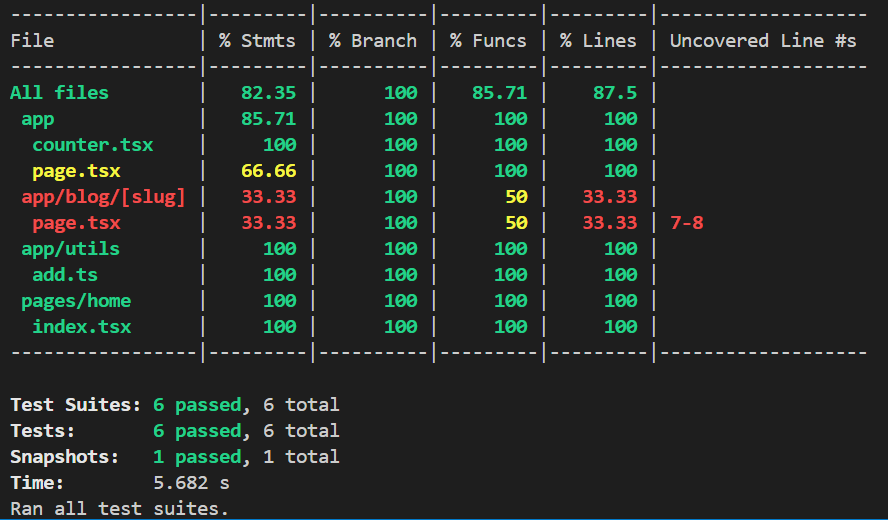 -----------------|---------|----------|---------|---------|-------------------
File             | % Stmts | % Branch | % Funcs | % Lines | Uncovered Line #s
-----------------|---------|----------|---------|---------|-------------------
All files        |   82.35 |      100 |   85.71 |    87.5 |
 app             |   85.71 |      100 |     100 |     100 |
  counter.tsx    |     100 |      100 |     100 |     100 |
  page.tsx       |   66.66 |      100 |     100 |     100 |
 app/blog/[slug] |   33.33 |      100 |      50 |   33.33 |
  page.tsx       |   33.33 |      100 |      50 |   33.33 | 7-8
 app/utils       |     100 |      100 |     100 |     100 |
  add.ts         |     100 |      100 |     100 |     100 |
 pages/home      |     100 |      100 |     100 |     100 |
  index.tsx      |     100 |      100 |     100 |     100 |
-----------------|---------|----------|---------|---------|-------------------
Test Suites: 6 passed, 6 total
Tests:       6 passed, 6 total
Snapshots:   1 passed, 1 total
Time:        5.682 s
Ran all test suites.